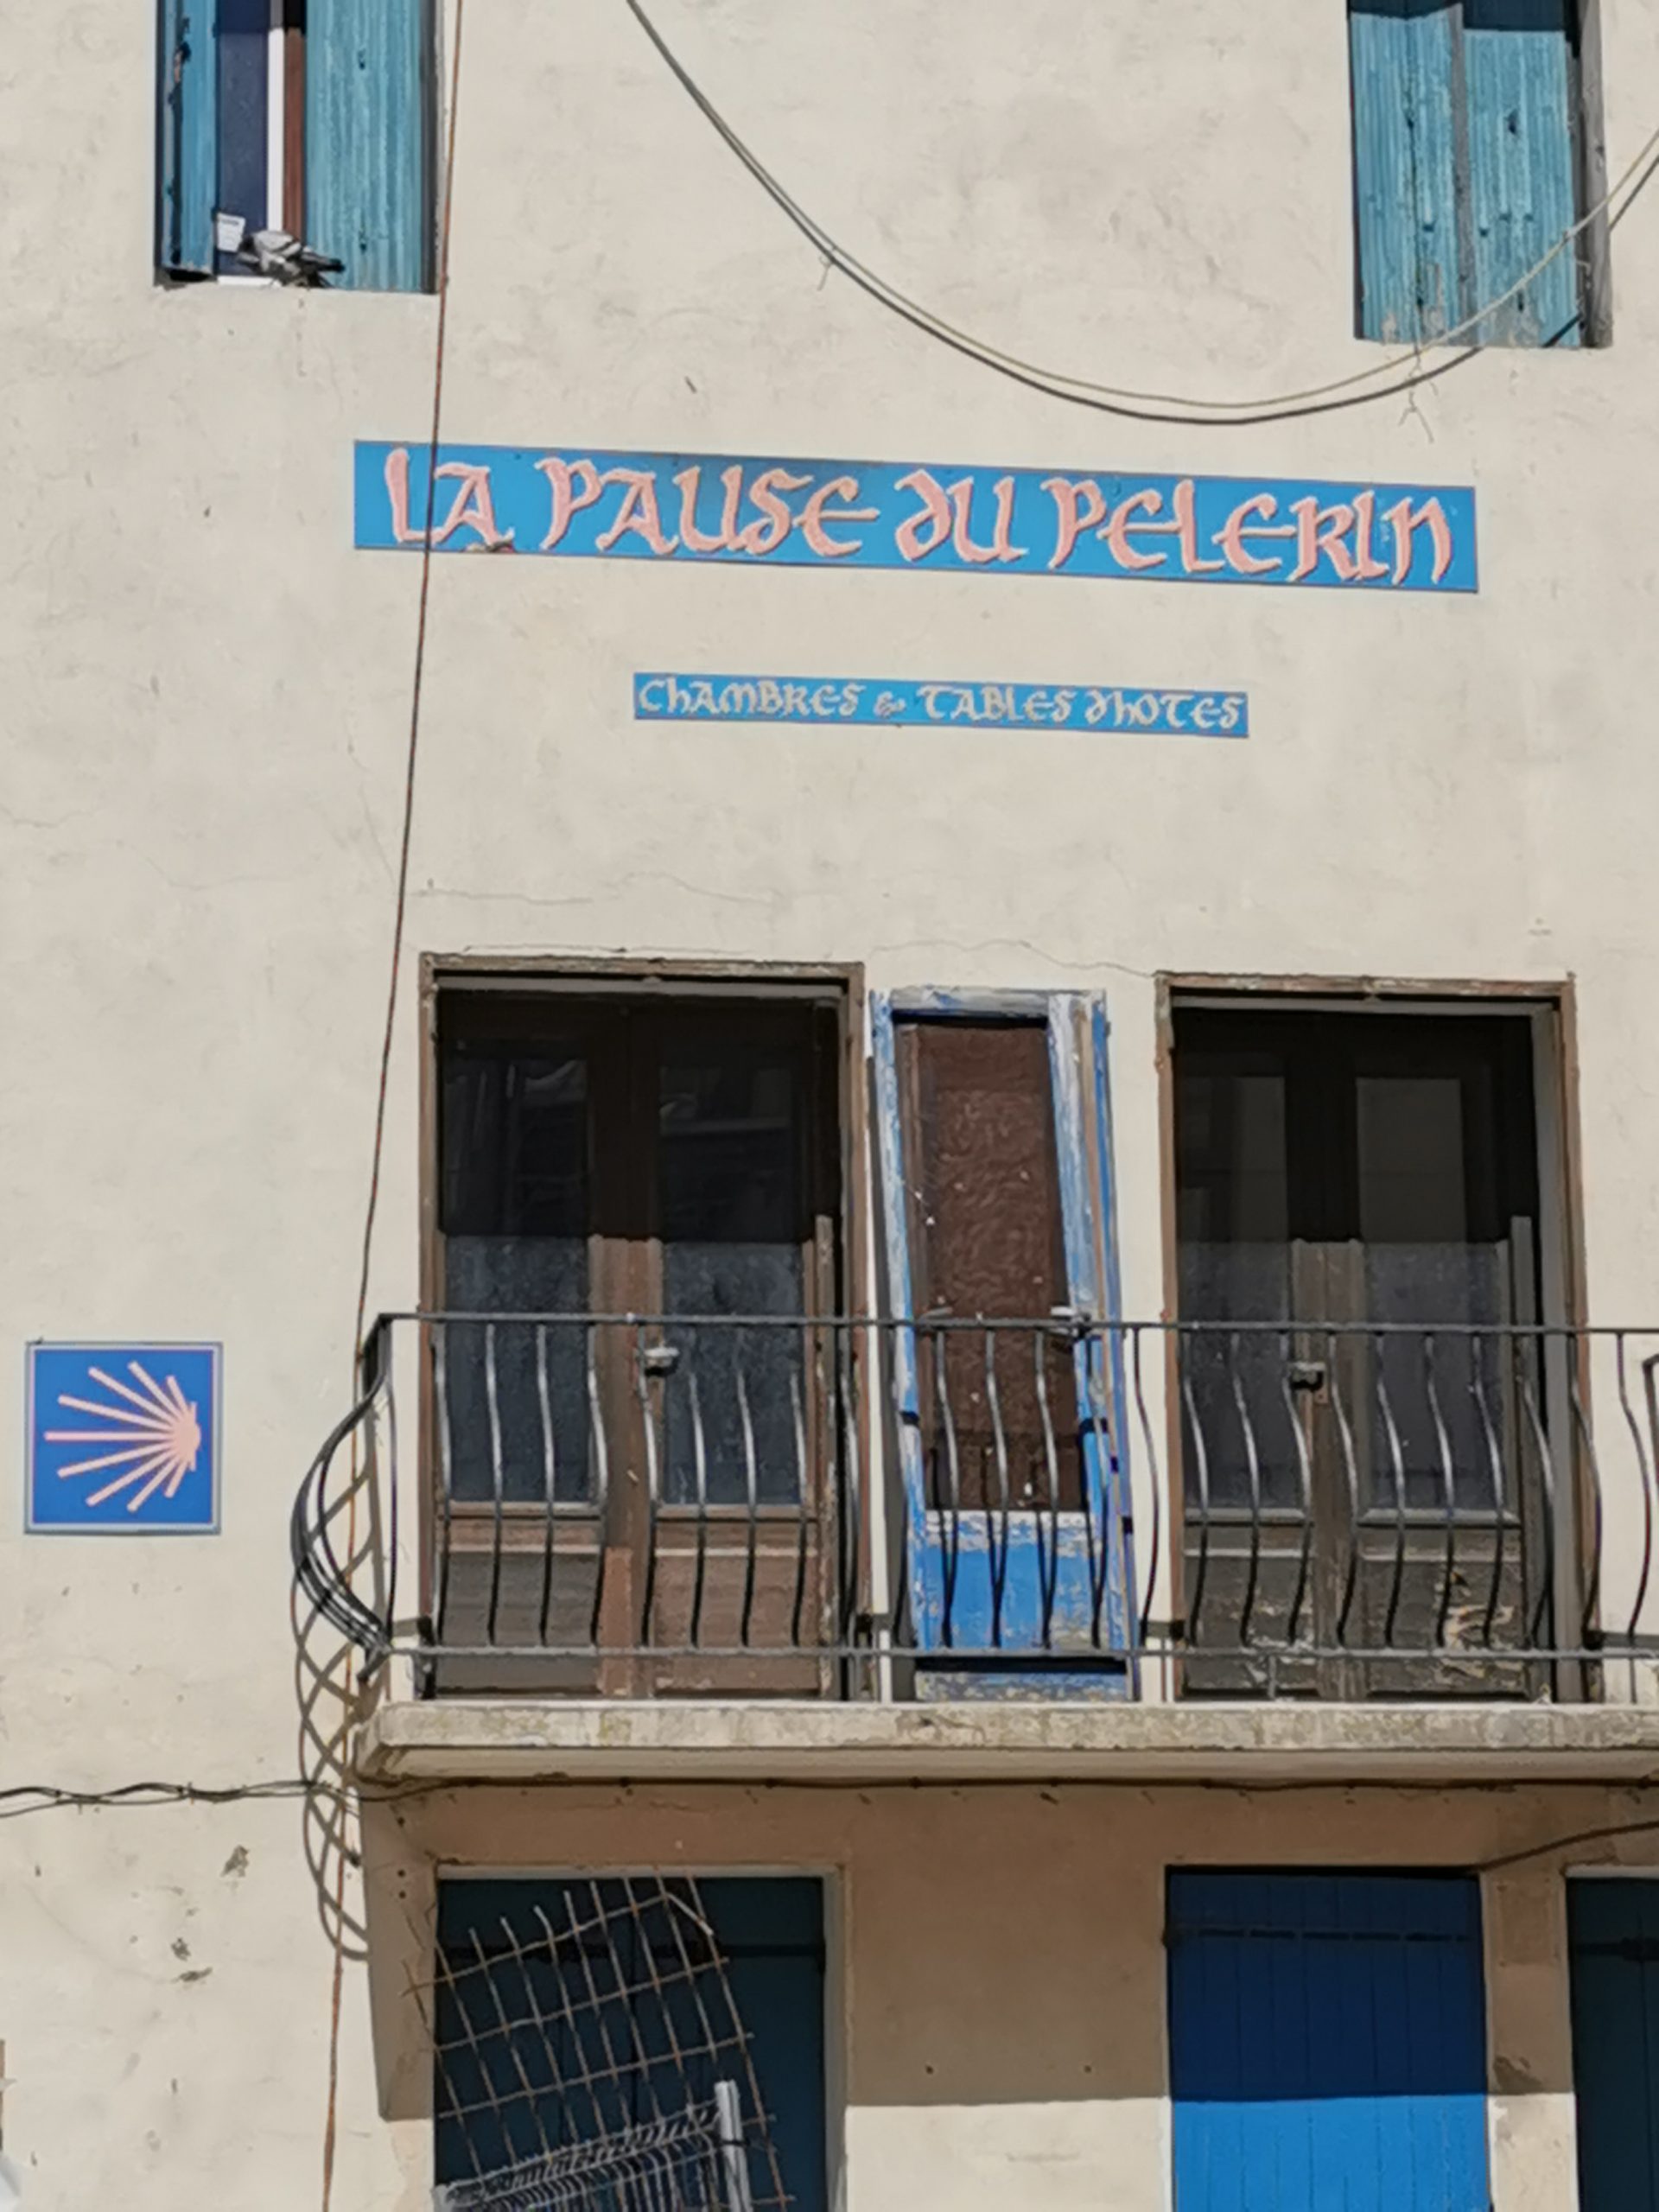 LA PAUSE DU PELERIN
CHAMBRES & TABLES D'HOTES